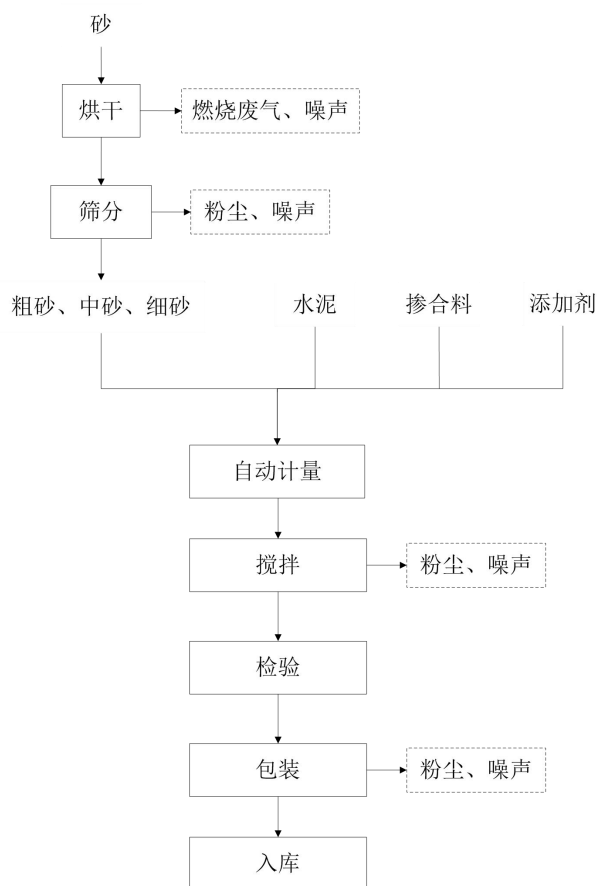 砂
烘干
燃烧废气、噪声
筛分
粉尘、噪声
粗砂、中砂、细砂
水泥
掺合料
添加剂
自动计量
搅拌
粉尘、噪声
检验
包装
粉尘、噪声
入库